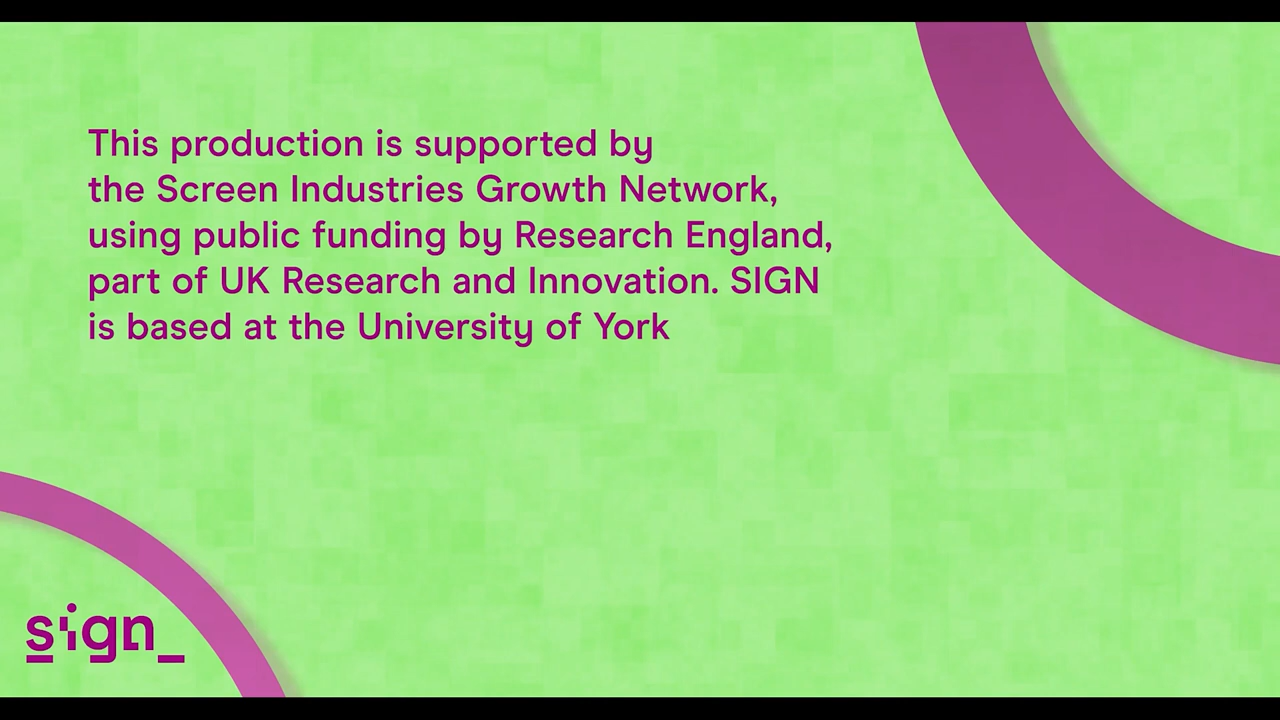 This production is supported by
the Screen Industries Growth Network,
using public funding by Research England,
part of UK Research and Innovation. SIGN
is based at the University of York
sign_